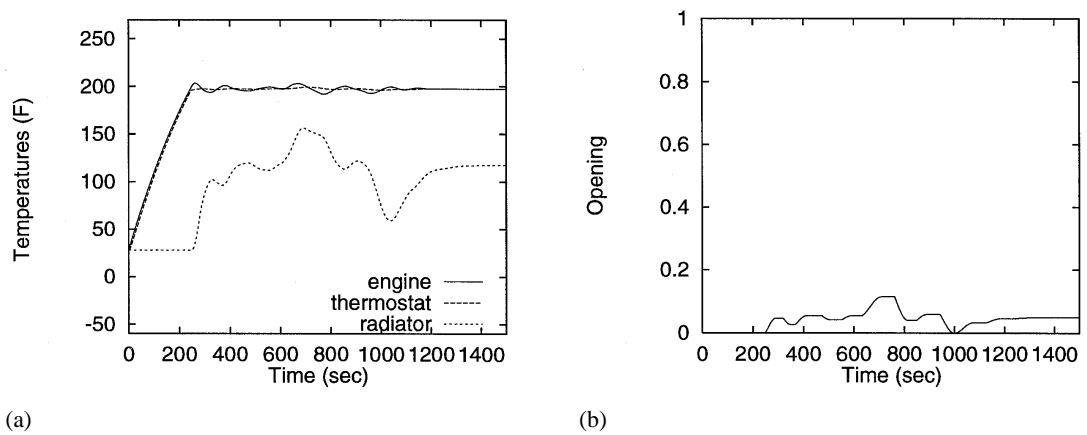 250
200
150
100
50
0
-50
Temperatures (F)
engine
thermostat
radiator
0 200 400 600 800 1000 1200 1400
Time (sec)
(a)
1
0.8
0.6
0.4
0.2
0
Opening
0 200 400 600 800 1000 1200 1400
Time (sec)
(b)